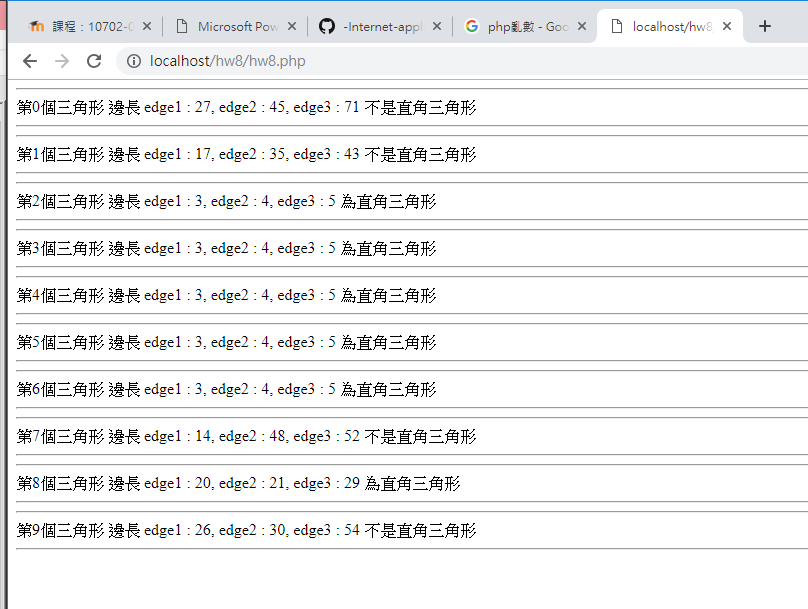 課程：10702-
Microsoft Pow
-Internet-appl
php亂數 - Goo
localhost/hw8
localhost/hw8/hw8.php
第0個三角形 邊長 edge1 : 27, edge2 : 45, edge3 : 71 不是直角三角形
第1個三角形 邊長 edge1 : 17, edge2 : 35, edge3 : 43 不是直角三角形
第2個三角形 邊長 edge1 : 3, edge2 : 4, edge3 : 5 為直角三角形
第3個三角形 邊長 edge1 : 3, edge2 : 4, edge3 : 5 為直角三角形
第4個三角形 邊長 edge1 : 3, edge2 : 4, edge3 : 5 為直角三角形
第5個三角形 邊長 edge1 : 3, edge2 : 4, edge3 : 5 為直角三角形
第6個三角形 邊長 edge1 : 3, edge2 : 4, edge3 : 5 為直角三角形
第7個三角形 邊長 edge1 : 14, edge2 : 48, edge3 : 52 不是直角三角形
第8個三角形 邊長 edge1 : 20, edge2 : 21, edge3 : 29 為直角三角形
第9個三角形 邊長 edge1 : 26, edge2 : 30, edge3 : 54 不是直角三角形